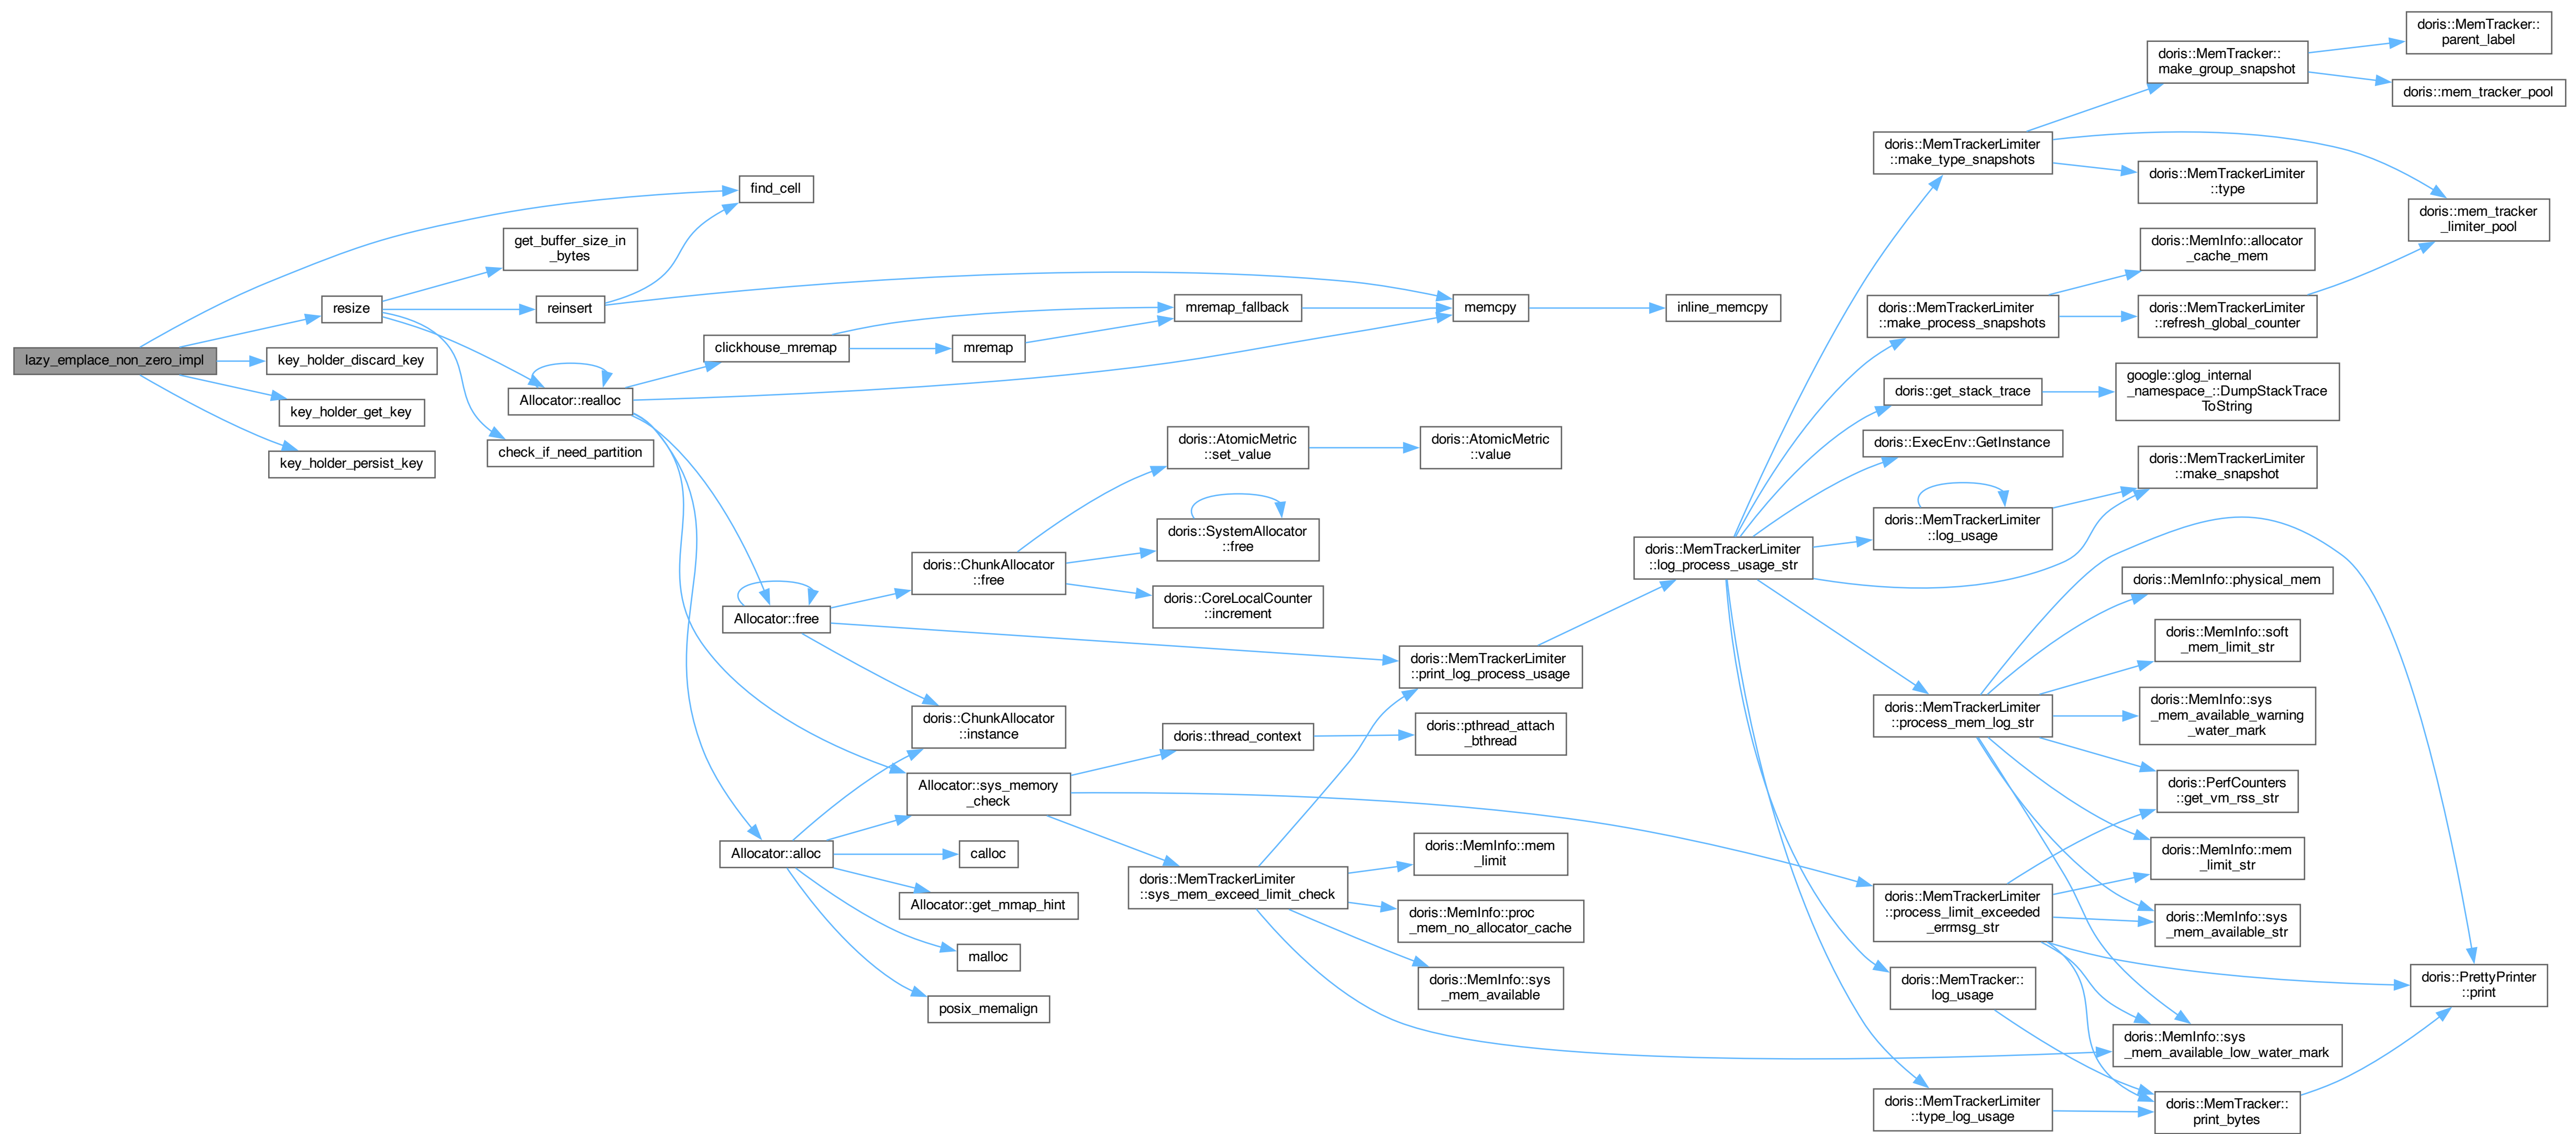 lazy_emplace_non_zero_impl
find_cell
resize
get_buffer_size_in
_bytes
reinsert
key_holder_discard_key
key_holder_get_key
key_holder_persist_key
Allocator::realloc
check_if_need_partition
clickhouse_mremap
mremap
mremap_fallback
memcpy
inline_memcpy
Allocator::free
Allocator::alloc
doris::ChunkAllocator
::free
doris::AtomicMetric
::set_value
doris::AtomicMetric
::value
doris::SystemAllocator
::free
doris::CoreLocalCounter
::increment
doris::ChunkAllocator
::instance
Allocator::sys_memory
_check
calloc
Allocator::get_mmap_hint
malloc
posix_memalign
doris::thread_context
doris::pthread_attach
_bthread
doris::MemTrackerLimiter
::print_log_process_usage
doris::MemTrackerLimiter
::sys_mem_exceed_limit_check
doris::MemInfo::mem
_limit
doris::MemInfo::proc
_mem_no_allocator_cache
doris::MemInfo::sys
_mem_available
doris::MemTrackerLimiter
::log_process_usage_str
doris::MemTrackerLimiter
::make_type_snapshots
doris::MemTracker::
make_group_snapshot
doris::MemTracker::
parent_label
doris::mem_tracker_pool
doris::MemTrackerLimiter
::type
doris::mem_tracker
_limiter_pool
doris::MemTrackerLimiter
::make_process_snapshots
doris::MemInfo::allocator
_cache_mem
doris::MemTrackerLimiter
::refresh_global_counter
doris::get_stack_trace
google::glog_internal
_namespace_::DumpStackTrace
ToString
doris::ExecEnv::GetInstance
doris::MemTrackerLimiter
::log_usage
doris::MemTrackerLimiter
::make_snapshot
doris::MemTrackerLimiter
::process_mem_log_str
doris::MemInfo::physical_mem
doris::MemInfo::soft
_mem_limit_str
doris::MemInfo::sys
_mem_available_warning
_water_mark
doris::PerfCounters
::get_vm_rss_str
doris::MemInfo::mem
_limit_str
doris::MemTrackerLimiter
::process_limit_exceeded
_errmsg_str
doris::MemInfo::sys
_mem_available_str
doris::MemTracker::
log_usage
doris::PrettyPrinter
::print
doris::MemInfo::sys
_mem_available_low_water_mark
doris::MemTrackerLimiter
::type_log_usage
doris::MemTracker::
print_bytes